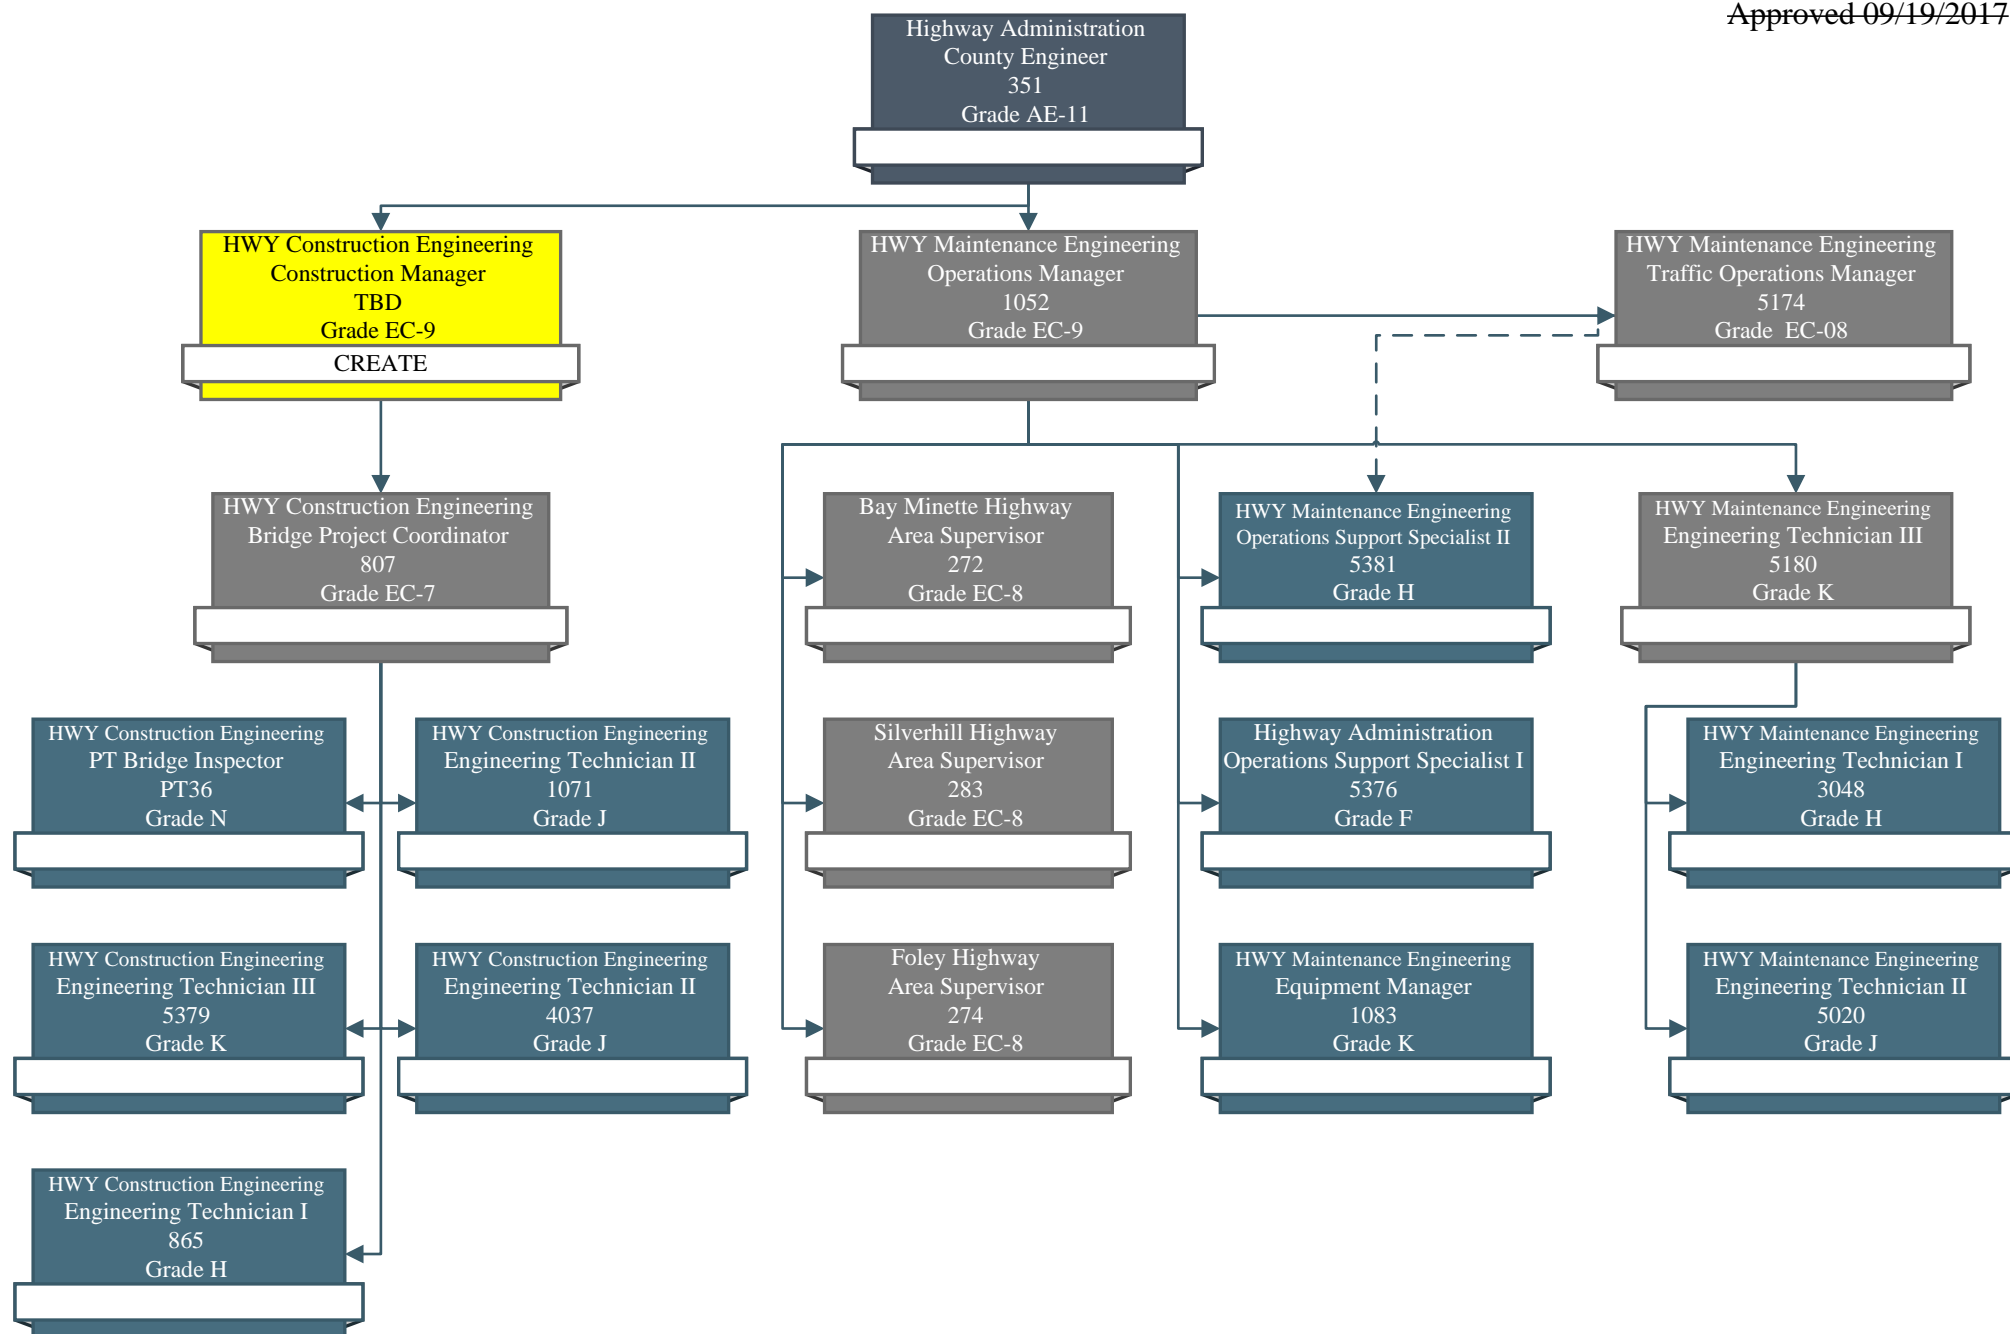 Approved 09/19/2017
Highway Administration
County Engineer
351
Grade AE-11
HWY Construction Engineering
Construction Manager
TBD
Grade EC-9
CREATE
HWY Maintenance Engineering
Operations Manager
1052
Grade EC-9
HWY Maintenance Engineering
Traffic Operations Manager
5174
Grade EC-08
HWY Construction Engineering
Bridge Project Coordinator
807
Grade EC-7
Bay Minette Highway
Area Supervisor
272
Grade EC-8
HWY Maintenance Engineering
Operations Support Specialist II
5381
Grade H
HWY Maintenance Engineering
Engineering Technician III
5180
Grade K
HWY Construction Engineering
PT Bridge Inspector
PT36
Grade N
HWY Construction Engineering
Engineering Technician II
1071
Grade J
Silverhill Highway
Area Supervisor
283
Grade EC-8
Highway Administration
Operations Support Specialist I
5376
Grade F
HWY Maintenance Engineering
Engineering Technician I
3048
Grade H
HWY Construction Engineering
Engineering Technician III
5379
Grade K
HWY Construction Engineering
Engineering Technician II
4037
Grade J
Foley Highway
Area Supervisor
274
Grade EC-8
HWY Maintenance Engineering
Equipment Manager
1083
Grade K
HWY Maintenance Engineering
Engineering Technician II
5020
Grade J
HWY Construction Engineering
Engineering Technician I
865
Grade H